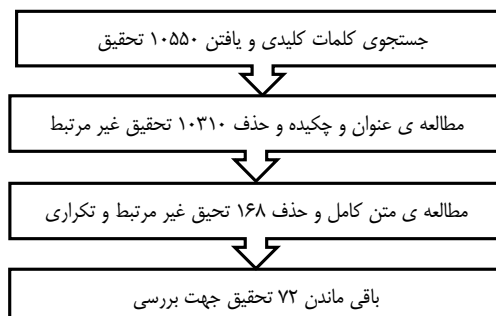 جستجوی کلمات کلیدی و یافتن ۱۰۵۵۰ تحقیق
مطالعه ی عنوان و چکیده و حذف ۱۰۳۱۰ تحقیق غیر مرتبط
مطالعه ی متن کامل و حذف ۱۶۸ تحیق غیر مرتبط و تکراری
باقی ماندن ۷۲ تحقیق جهت بررسی